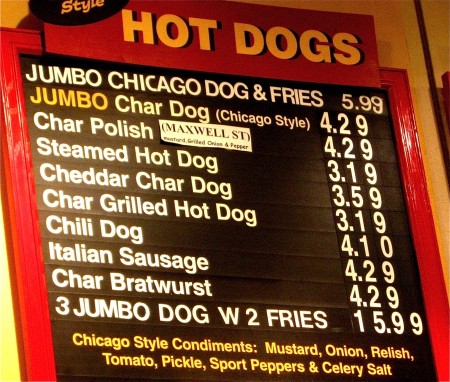 Style
HOT DOGS
JUMBO CHICAGO DOG & FRIES 5.99
JUMBO Char Dog (Chicago Style) 4.29
Char Polish (MAXWELL ST) 4.29
Mustard, Grilled Onion & Pepper
Steamed Hot Dog 3.19
Cheddar Char Dog 3.59
Char Grilled Hot Dog 3.19
Chili Dog 4.10
Italian Sausage 4.29
Char Bratwurst 4.29
3 JUMBO DOG W 2 FRIES 15.99
Chicago Style Condiments: Mustard, Onion, Relish,
Tomato, Pickle, Sport Peppers & Celery Salt